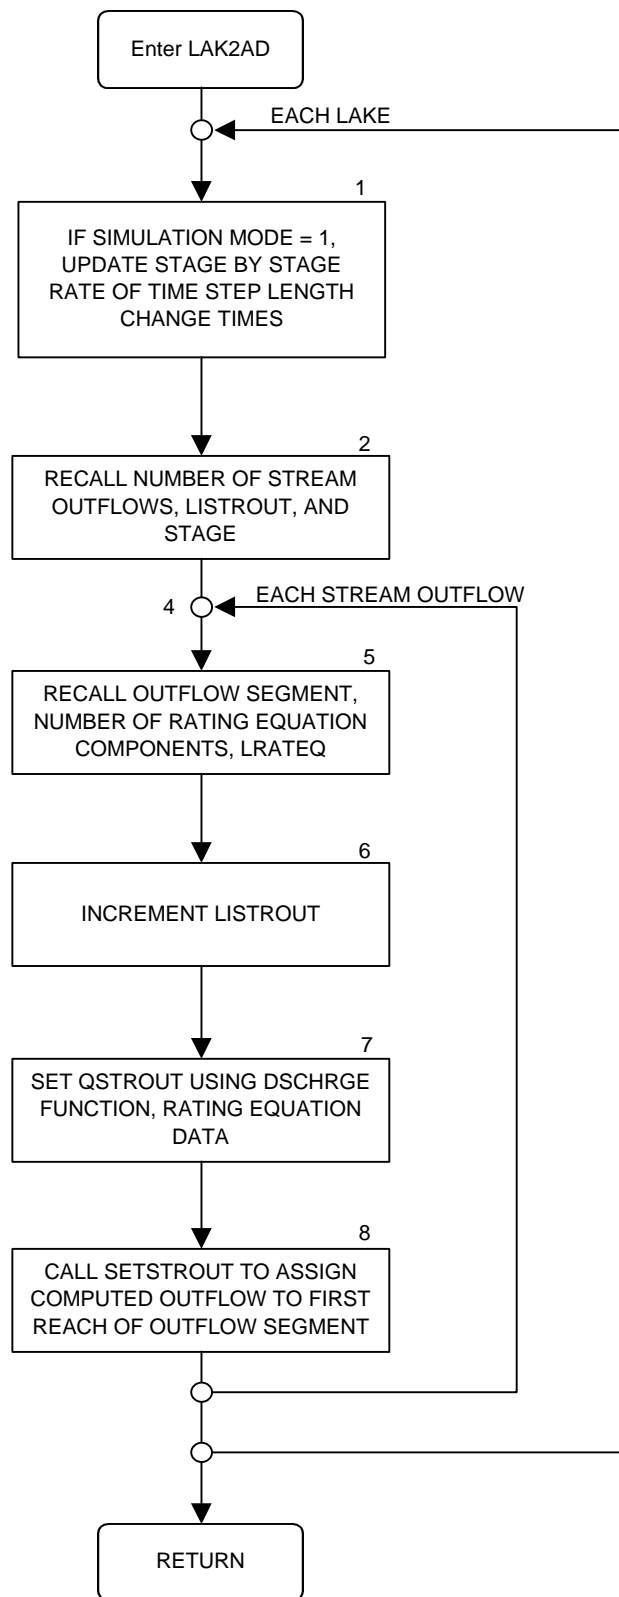 Enter LAK2AD
EACH LAKE
1
IF SIMULATION MODE = 1,
UPDATE STAGE BY STAGE
RATE OF TIME STEP LENGTH
CHANGE TIMES
2
RECALL NUMBER OF STREAM
OUTFLOWS, LISTROUT, AND
STAGE
EACH STREAM OUTFLOW
4
5
RECALL OUTFLOW SEGMENT,
NUMBER OF RATING EQUATION
COMPONENTS, LRATEQ
6
INCREMENT LISTROUT
7
SET QSTROUT USING DSCHRGE
FUNCTION, RATING EQUATION
DATA
8
CALL SETSTROUT TO ASSIGN
COMPUTED OUTFLOW TO FIRST
REACH OF OUTFLOW SEGMENT
RETURN